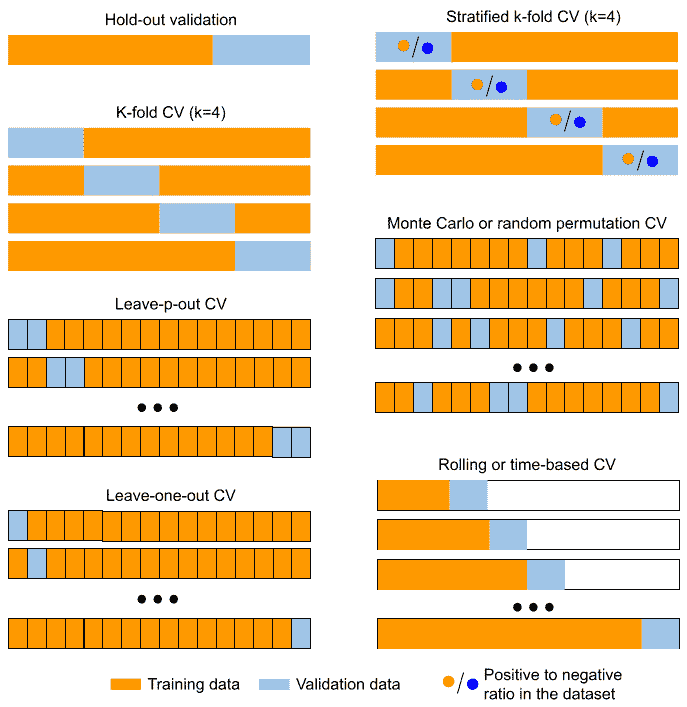 Hold-out validation
K-fold CV (k=4)
Leave-p-out CV
Leave-one-out CV
Stratified k-fold CV (k=4)
/
/
/
/
Monte Carlo or random permutation CV
Rolling or time-based CV
Training data
Validation data
/
Positive to negative
ratio in the dataset